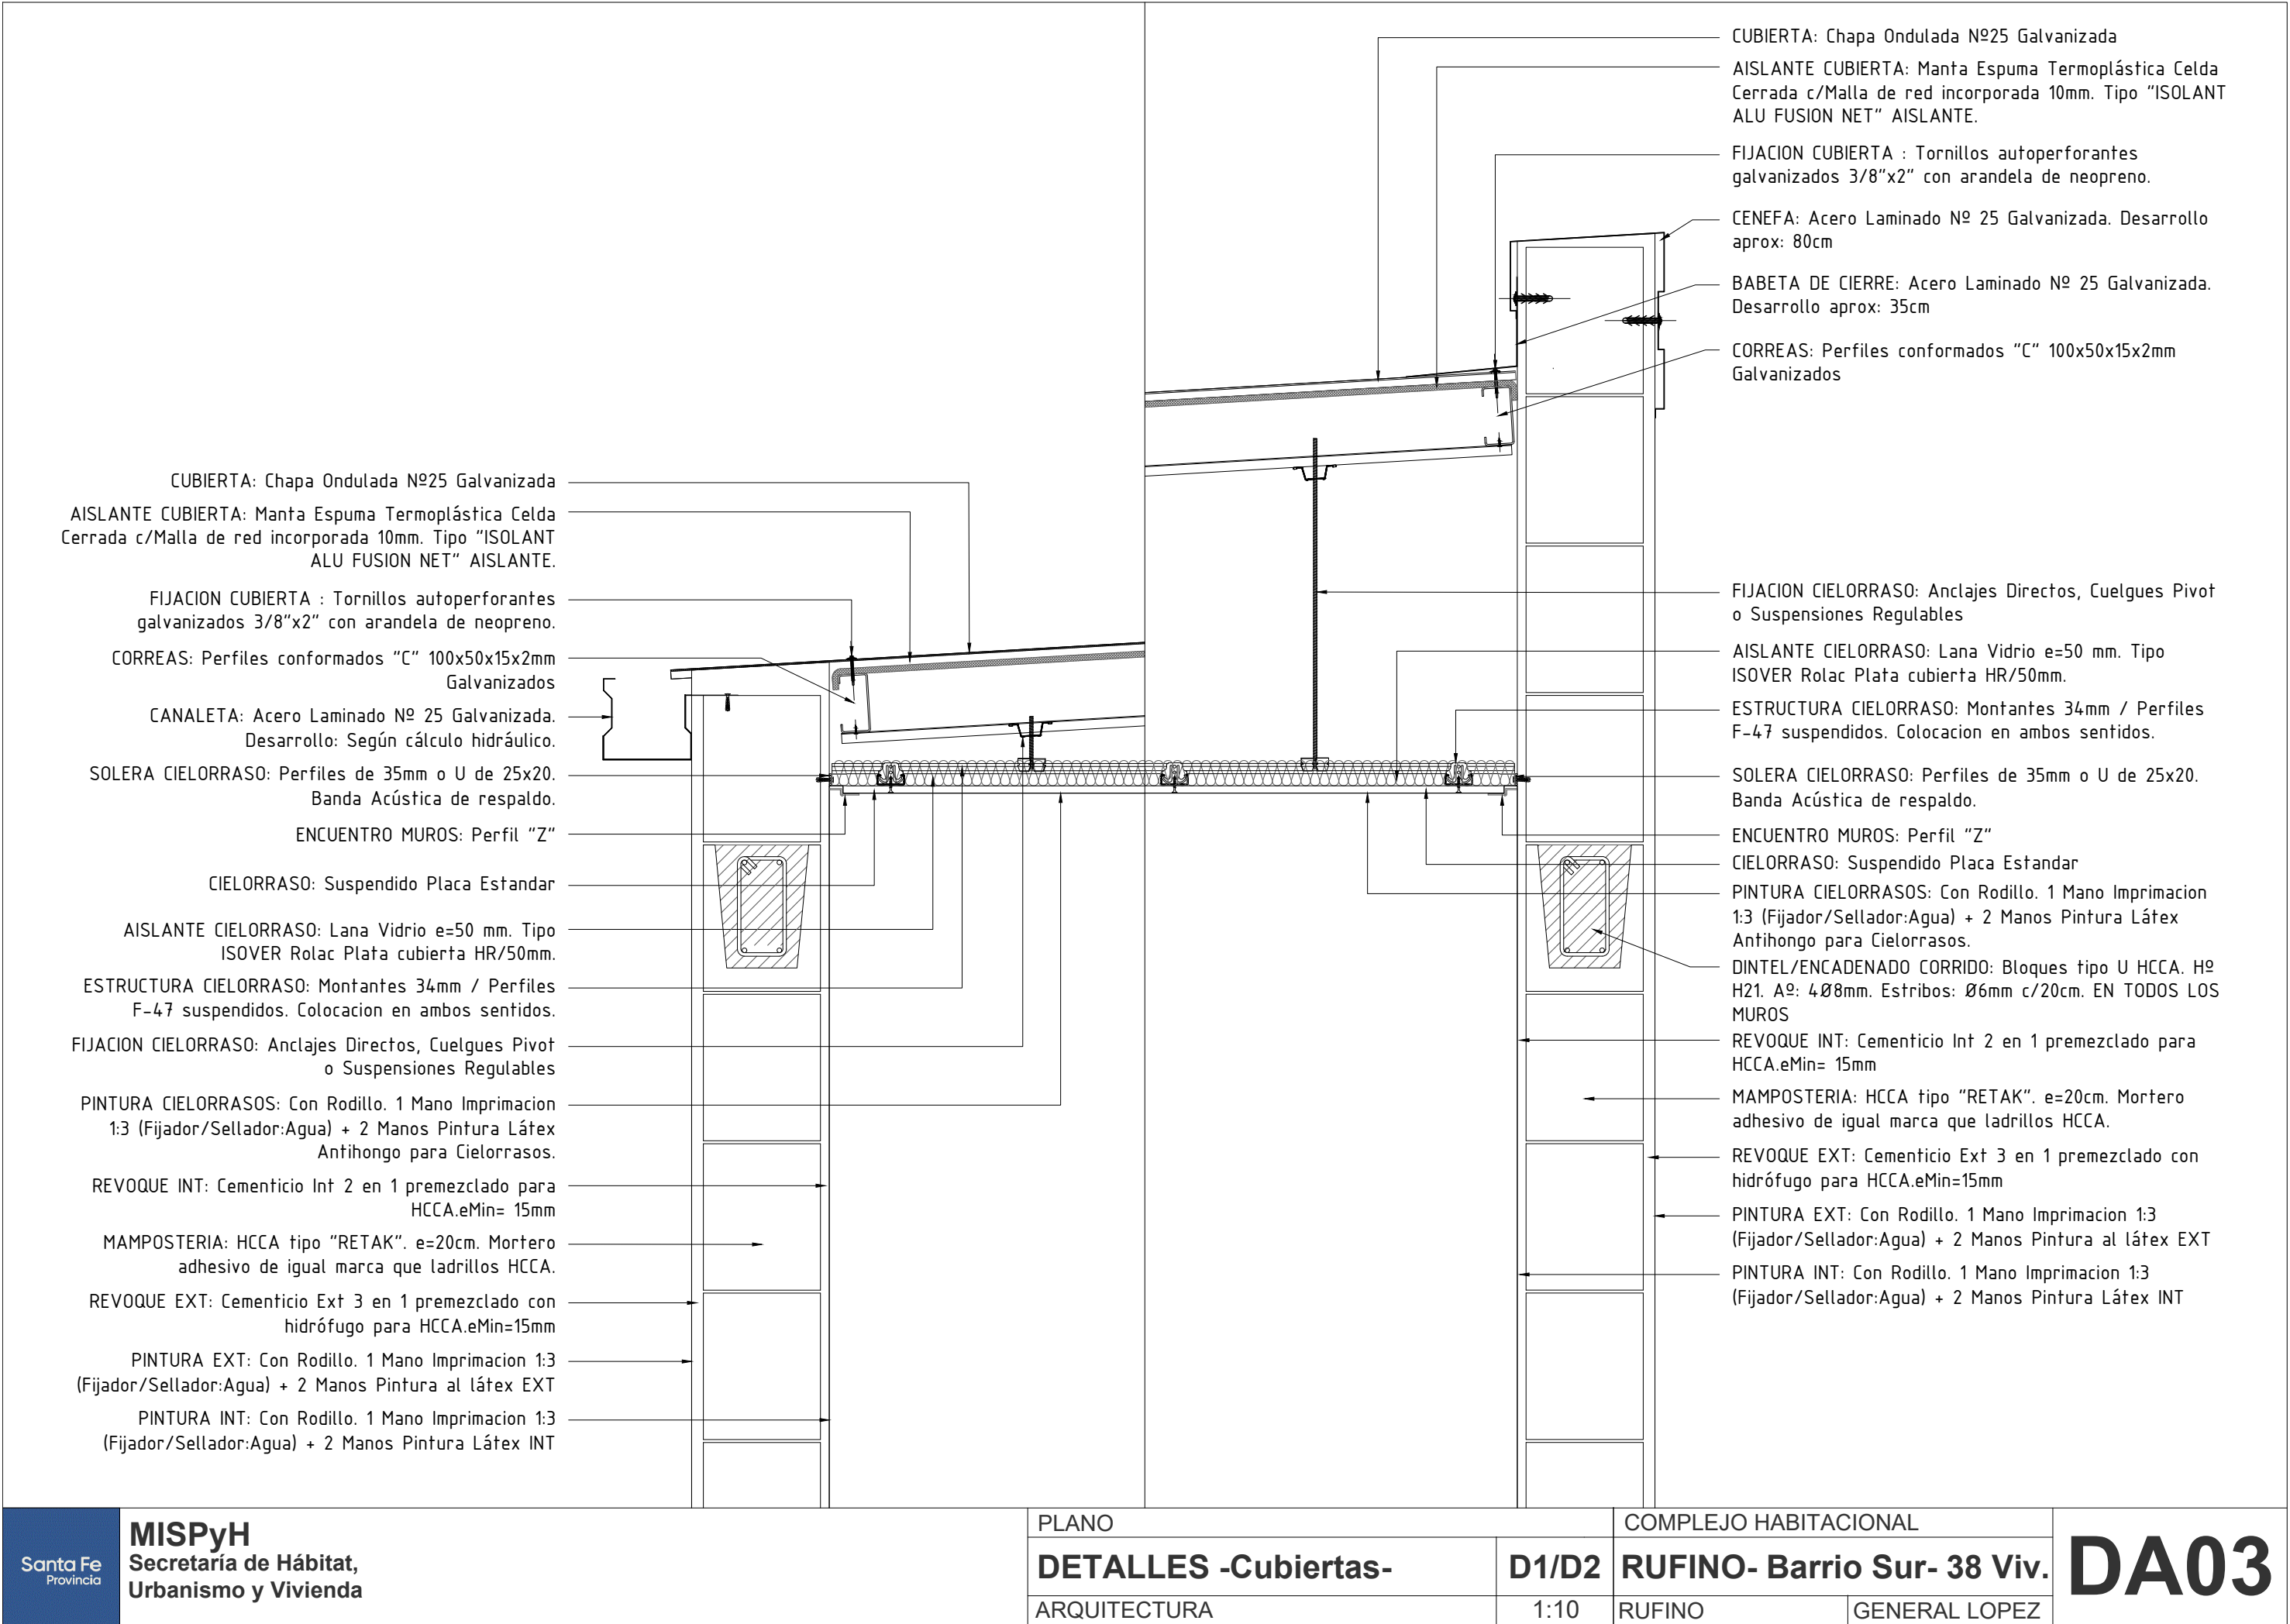 CUBIERTA: Chapa Ondulada Nº25 Galvanizada
AISLANTE CUBIERTA: Manta Espuma Termoplástica Celda
Cerrada c/Malla de red incorporada 10mm. Tipo "ISOLANT
ALU FUSION NET" AISLANTE.
FIJACION CUBIERTA : Tornillos autoperforantes
galvanizados 3/8"x2" con arandela de neopreno.
CORREAS: Perfiles conformados "C" 100x50x15x2mm
Galvanizados
CANALETA: Acero Laminado Nº 25 Galvanizada.
Desarrollo: Según cálculo hidráulico.
SOLERA CIELORRASO: Perfiles de 35mm o U de 25x20.
Banda Acústica de respaldo.
ENCUENTRO MUROS: Perfil "Z"
CIELORRASO: Suspendido Placa Estandar
AISLANTE CIELORRASO: Lana Vidrio e=50 mm. Tipo
ISOVER Rolac Plata cubierta HR/50mm.
ESTRUCTURA CIELORRASO: Montantes 34mm / Perfiles
F-47 suspendidos. Colocacion en ambos sentidos.
FIJACION CIELORRASO: Anclajes Directos, Cuelgues Pivot
o Suspensiones Regulables
PINTURA CIELORRASOS: Con Rodillo. 1 Mano Imprimacion
1:3 (Fijador/Sellador:Agua) + 2 Manos Pintura Látex
Antihongo para Cielorrasos.
REVOQUE INT: Cementicio Int 2 en 1 premezclado para
HCCA.eMin= 15mm
MAMPOSTERIA: HCCA tipo "RETAK". e=20cm. Mortero
adhesivo de igual marca que ladrillos HCCA.
REVOQUE EXT: Cementicio Ext 3 en 1 premezclado con
hidrófugo para HCCA.eMin=15mm
PINTURA EXT: Con Rodillo. 1 Mano Imprimacion 1:3
(Fijador/Sellador:Agua) + 2 Manos Pintura al látex EXT
PINTURA INT: Con Rodillo. 1 Mano Imprimacion 1:3
(Fijador/Sellador:Agua) + 2 Manos Pintura Látex INT
CUBIERTA: Chapa Ondulada Nº25 Galvanizada
AISLANTE CUBIERTA: Manta Espuma Termoplástica Celda
Cerrada c/Malla de red incorporada 10mm. Tipo "ISOLANT
ALU FUSION NET" AISLANTE.
FIJACION CUBIERTA : Tornillos autoperforantes
galvanizados 3/8"x2" con arandela de neopreno.
CENEFA: Acero Laminado Nº 25 Galvanizada. Desarrollo
aprox: 80cm
BABETA DE CIERRE: Acero Laminado Nº 25 Galvanizada.
Desarrollo aprox: 35cm
CORREAS: Perfiles conformados "C" 100x50x15x2mm
Galvanizados
FIJACION CIELORRASO: Anclajes Directos, Cuelgues Pivot
o Suspensiones Regulables
AISLANTE CIELORRASO: Lana Vidrio e=50 mm. Tipo
ISOVER Rolac Plata cubierta HR/50mm.
ESTRUCTURA CIELORRASO: Montantes 34mm / Perfiles
F-47 suspendidos. Colocacion en ambos sentidos.
SOLERA CIELORRASO: Perfiles de 35mm o U de 25x20.
Banda Acústica de respaldo.
ENCUENTRO MUROS: Perfil "Z"
CIELORRASO: Suspendido Placa Estandar
PINTURA CIELORRASOS: Con Rodillo. 1 Mano Imprimacion
1:3 (Fijador/Sellador:Agua) + 2 Manos Pintura Látex
Antihongo para Cielorrasos.
DINTEL/ENCADENADO CORRIDO: Bloques tipo U HCCA. Hº
H21. Aº: 4Ø8mm. Estribos: Ø6mm c/20cm. EN TODOS LOS
MUROS
REVOQUE INT: Cementicio Int 2 en 1 premezclado para
HCCA.eMin= 15mm
MAMPOSTERIA: HCCA tipo "RETAK". e=20cm. Mortero
adhesivo de igual marca que ladrillos HCCA.
REVOQUE EXT: Cementicio Ext 3 en 1 premezclado con
hidrófugo para HCCA.eMin=15mm
PINTURA EXT: Con Rodillo. 1 Mano Imprimacion 1:3
(Fijador/Sellador:Agua) + 2 Manos Pintura al látex EXT
PINTURA INT: Con Rodillo. 1 Mano Imprimacion 1:3
(Fijador/Sellador:Agua) + 2 Manos Pintura Látex INT
Santa Fe
Provincia
MISPyH
Secretaría de Hábitat,
Urbanismo y Vivienda
PLANO
DETALLES -Cubiertas-
D1/D2
ARQUITECTURA
1:10
COMPLEJO HABITACIONAL
RUFINO- Barrio Sur- 38 Viv.
RUFINO
GENERAL LOPEZ
DA03